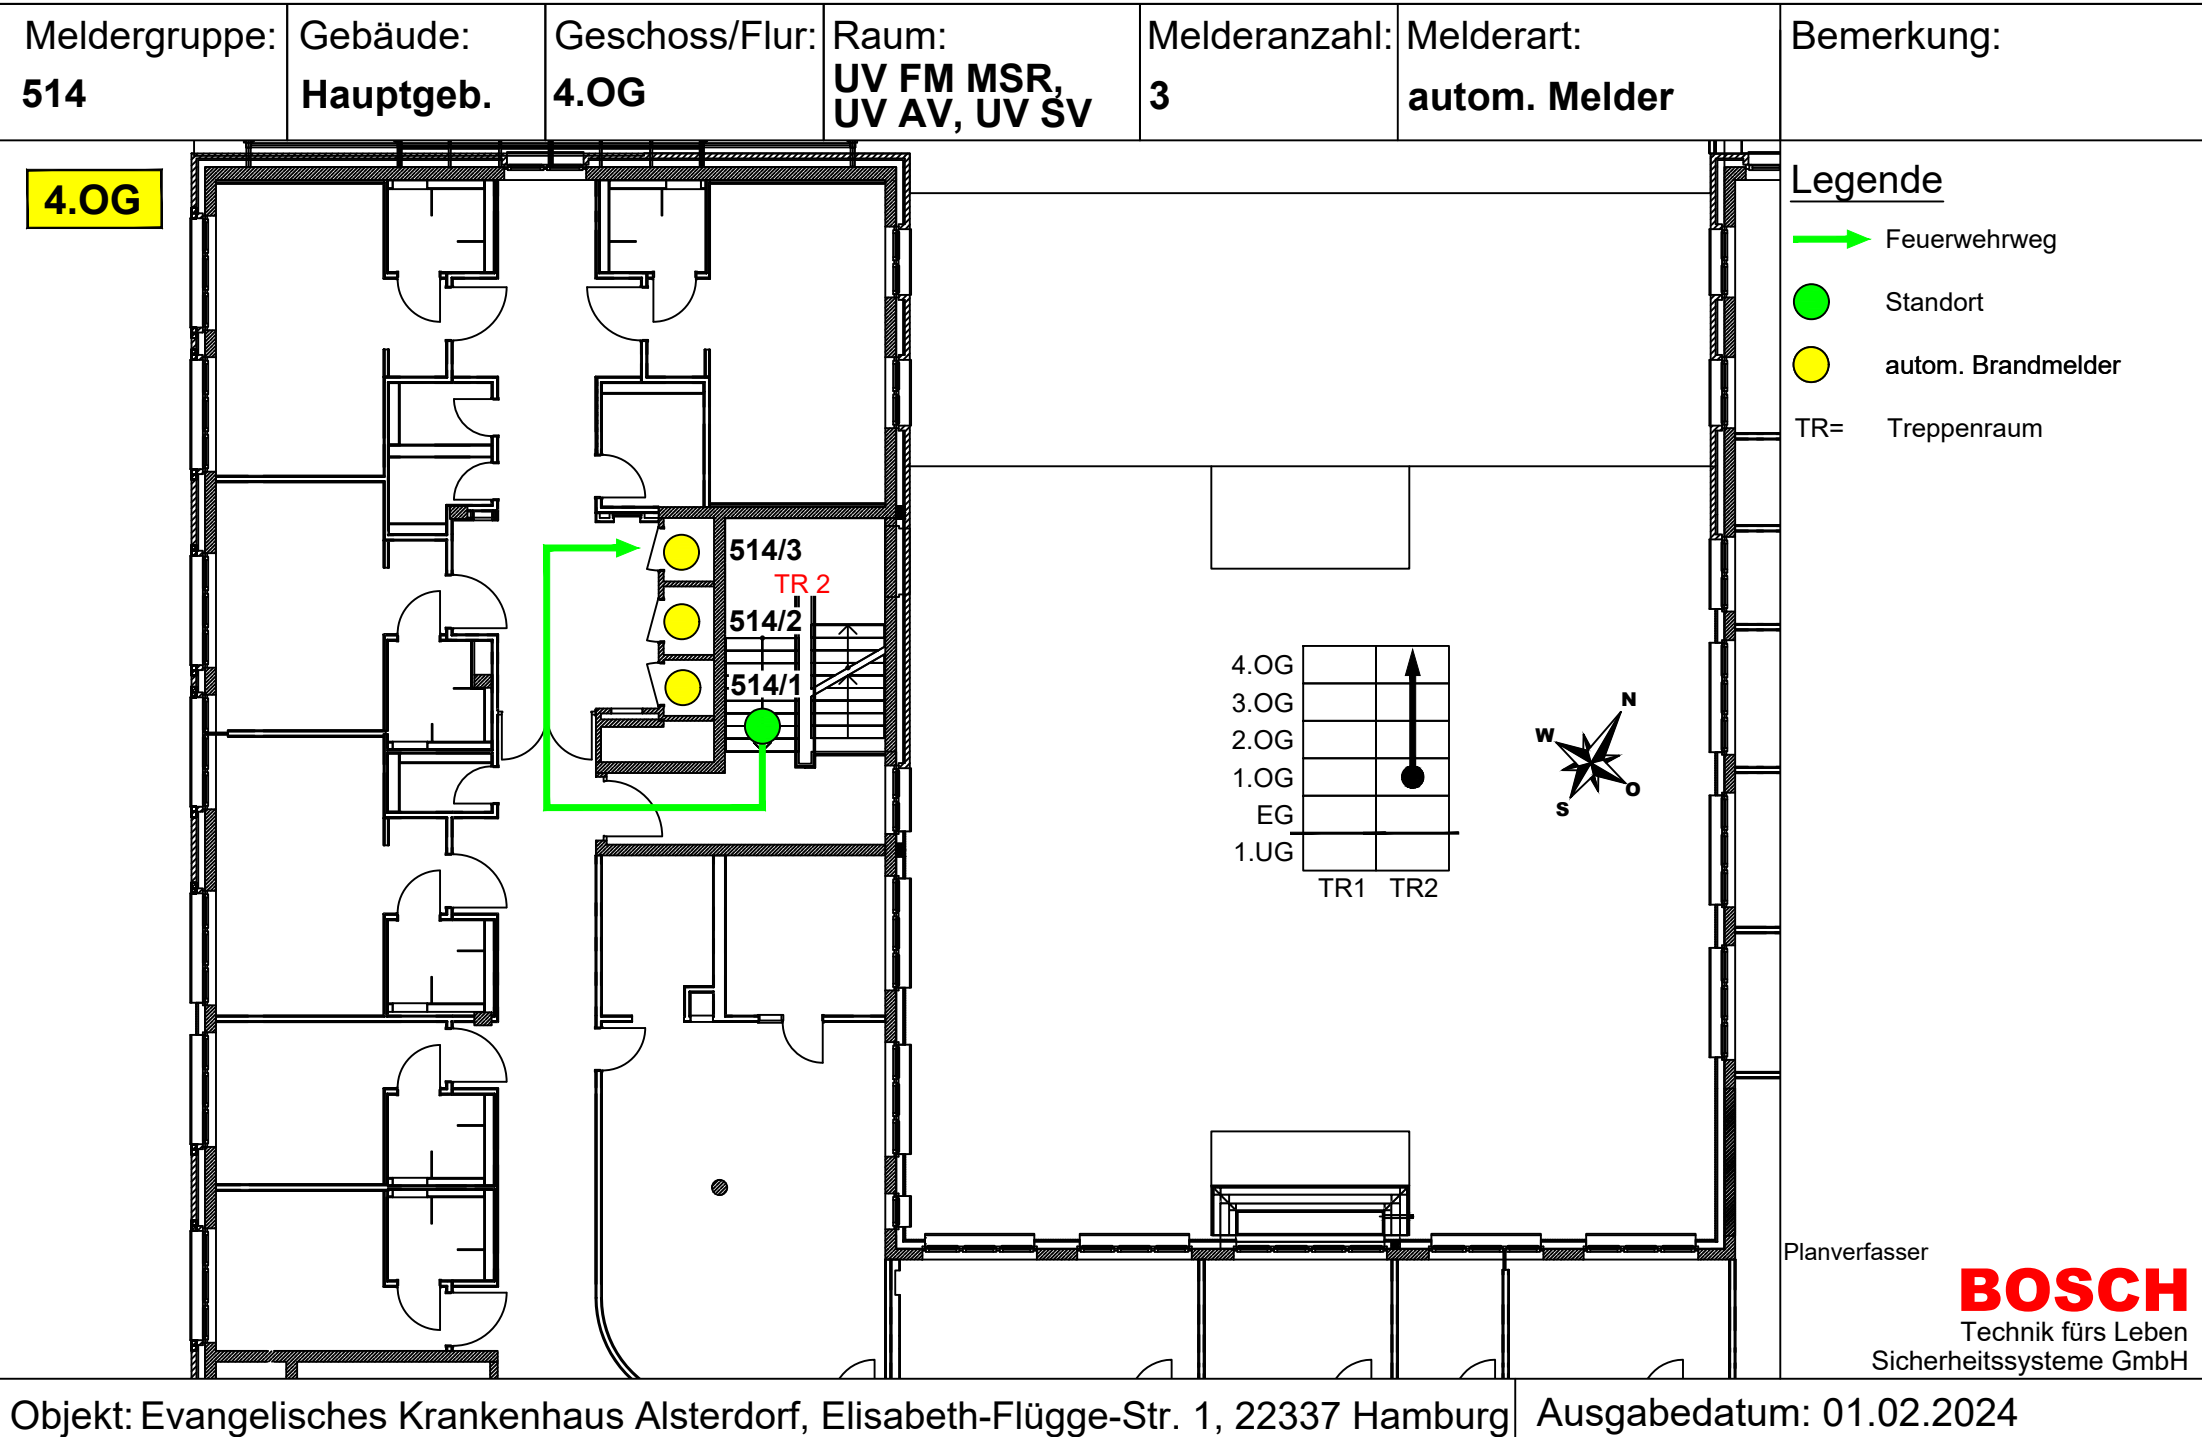 Meldergruppe:
514
Gebäude:
Hauptgeb.
Geschoss/Flur:
4.OG
Raum:
UV FM MSR,
UV AV, UV SV
Melderanzahl:
3
Melderart:
autom. Melder
Bemerkung:
4.OG
Legende
Feuerwehrweg
Standort
autom. Brandmelder
TR= Treppenraum
514/3
TR 2
514/2
514/1
4.OG
3.OG
2.OG
1.OG
EG
1.UG
TR1 TR2
N
W
O
S
Planverfasser
BOSCH
Technik fürs Leben
Sicherheitssysteme GmbH
Objekt: Evangelisches Krankenhaus Alsterdorf, Elisabeth-Flügge-Str. 1, 22337 Hamburg
Ausgabedatum: 01.02.2024